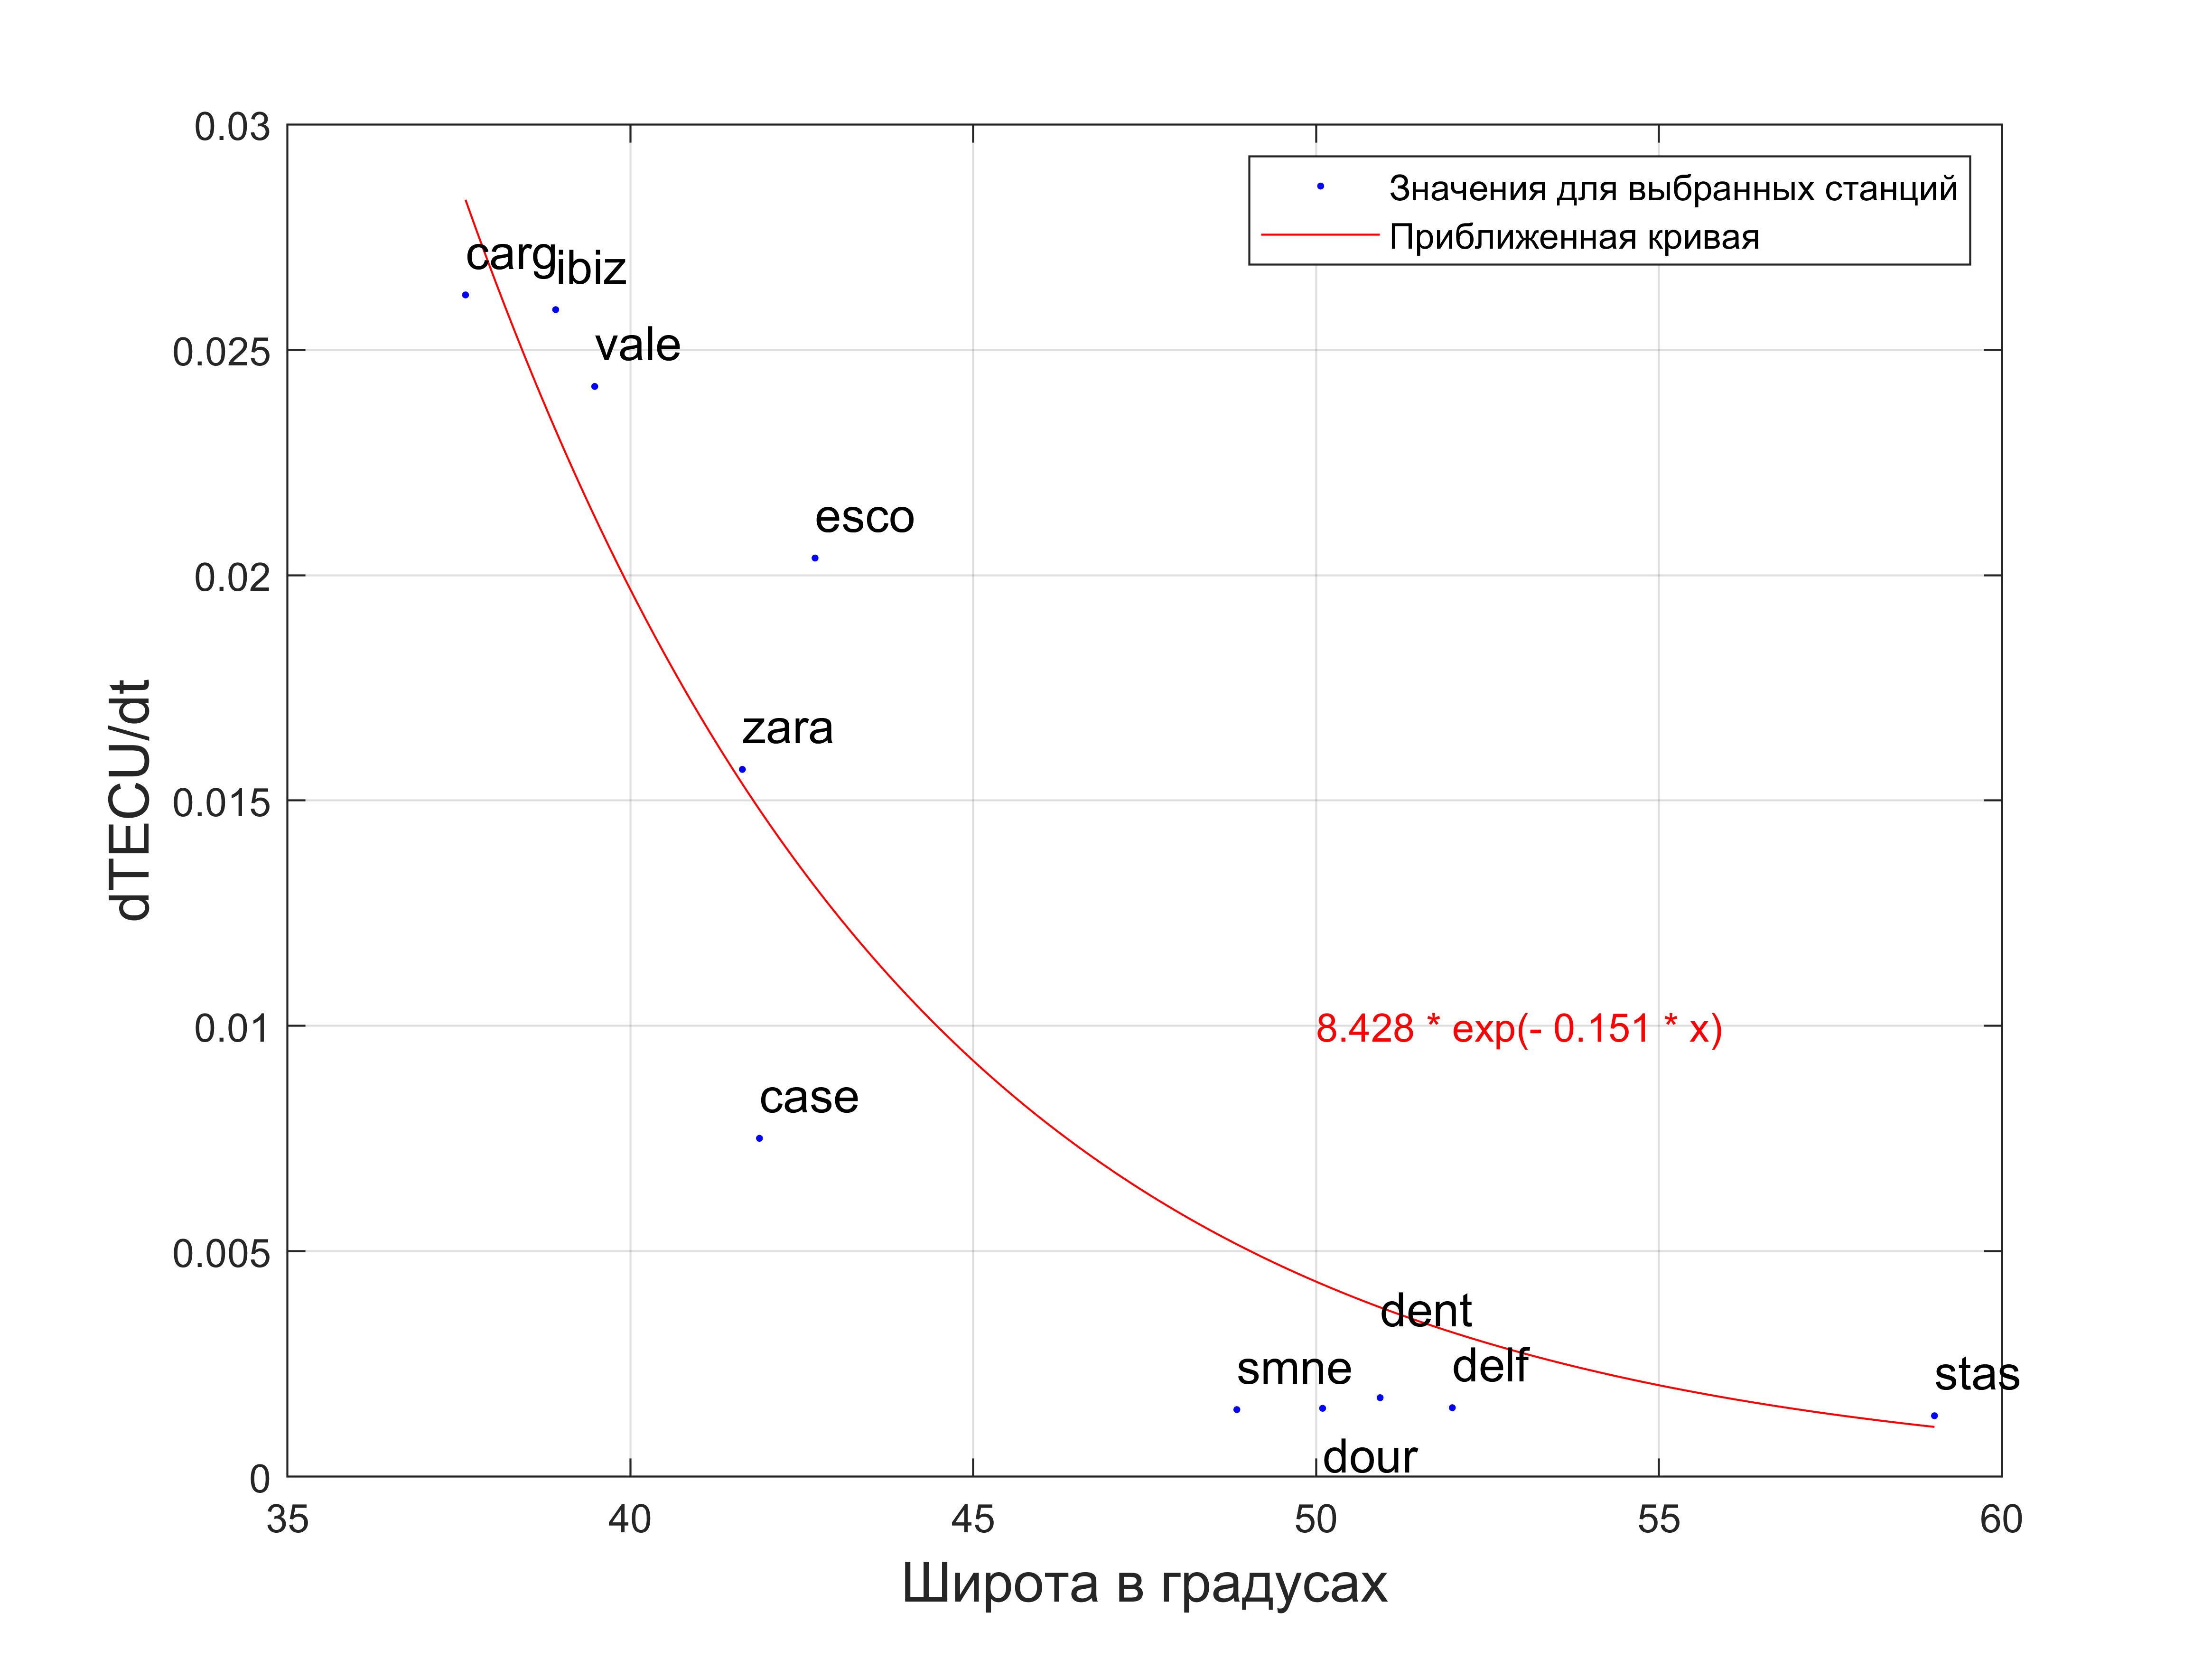 0.03
0.025
0.02
0.015
0.01
0.005
0
dTECU/dt
Значения для выбранных станций
Приближенная кривая
carg
ibiz
vale
esco
zara
8.428 * exp(- 0.151 * x)
case
dent
smne
delf
stas
dour
35 40 45 50 55 60
Широта в градусах